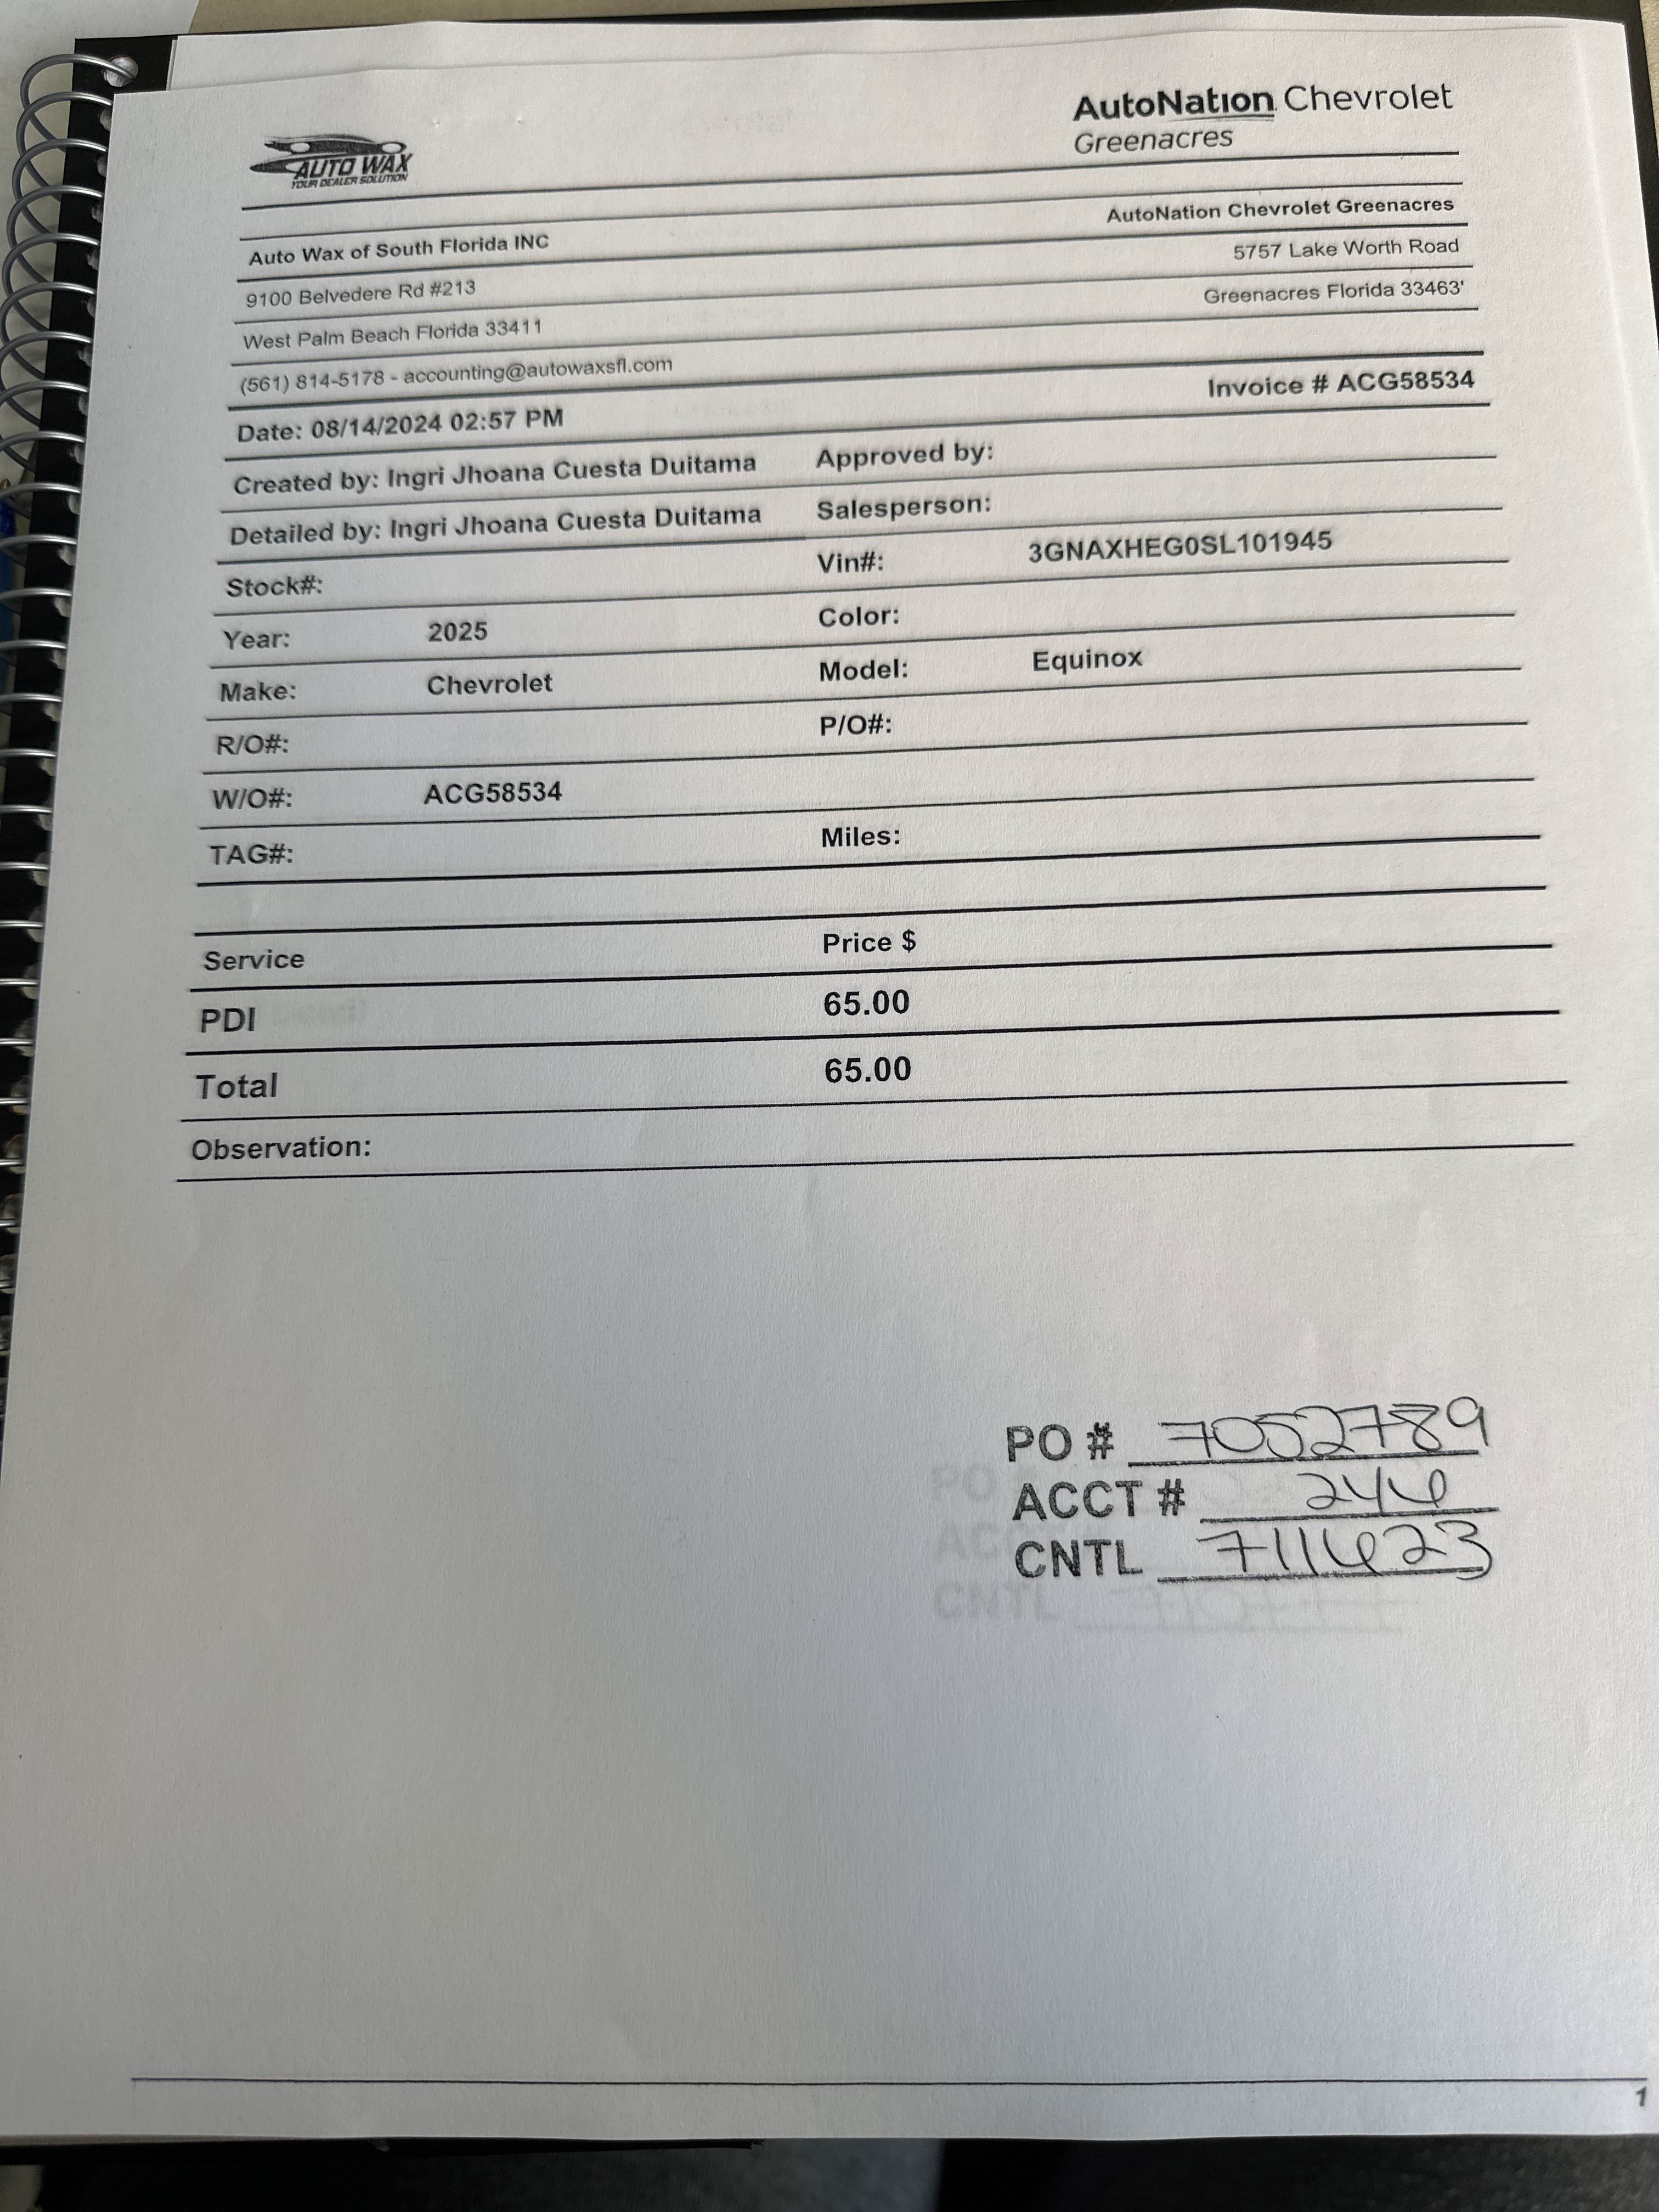 AUTO WAX
YOUR DEALER SOLUTION
AutoNation Chevrolet
Greenacres
Auto Wax of South Florida INC
AutoNation Chevrolet Greenacres
9100 Belvedere Rd #213
5757 Lake Worth Road
West Palm Beach Florida 33411
Greenacres Florida 33463'
(561) 814-5178 - accounting@autowaxsfl.com
Date: 08/14/2024 02:57 PM
Invoice # ACG58534
Created by: Ingri Jhoana Cuesta Duitama Approved by:
Detailed by: Ingri Jhoana Cuesta Duitama Salesperson:
Stock#: Vin#: 3GNAXHEG0SL101945
Year: 2025 Color:
Make: Chevrolet Model: Equinox
R/O#: P/O#:
W/O#: ACG58534
TAG#: Miles:
Service Price $
PDI 65.00
Total 65.00
Observation:
PO # 7052789
ACCT # 246
CNTL 711623
1